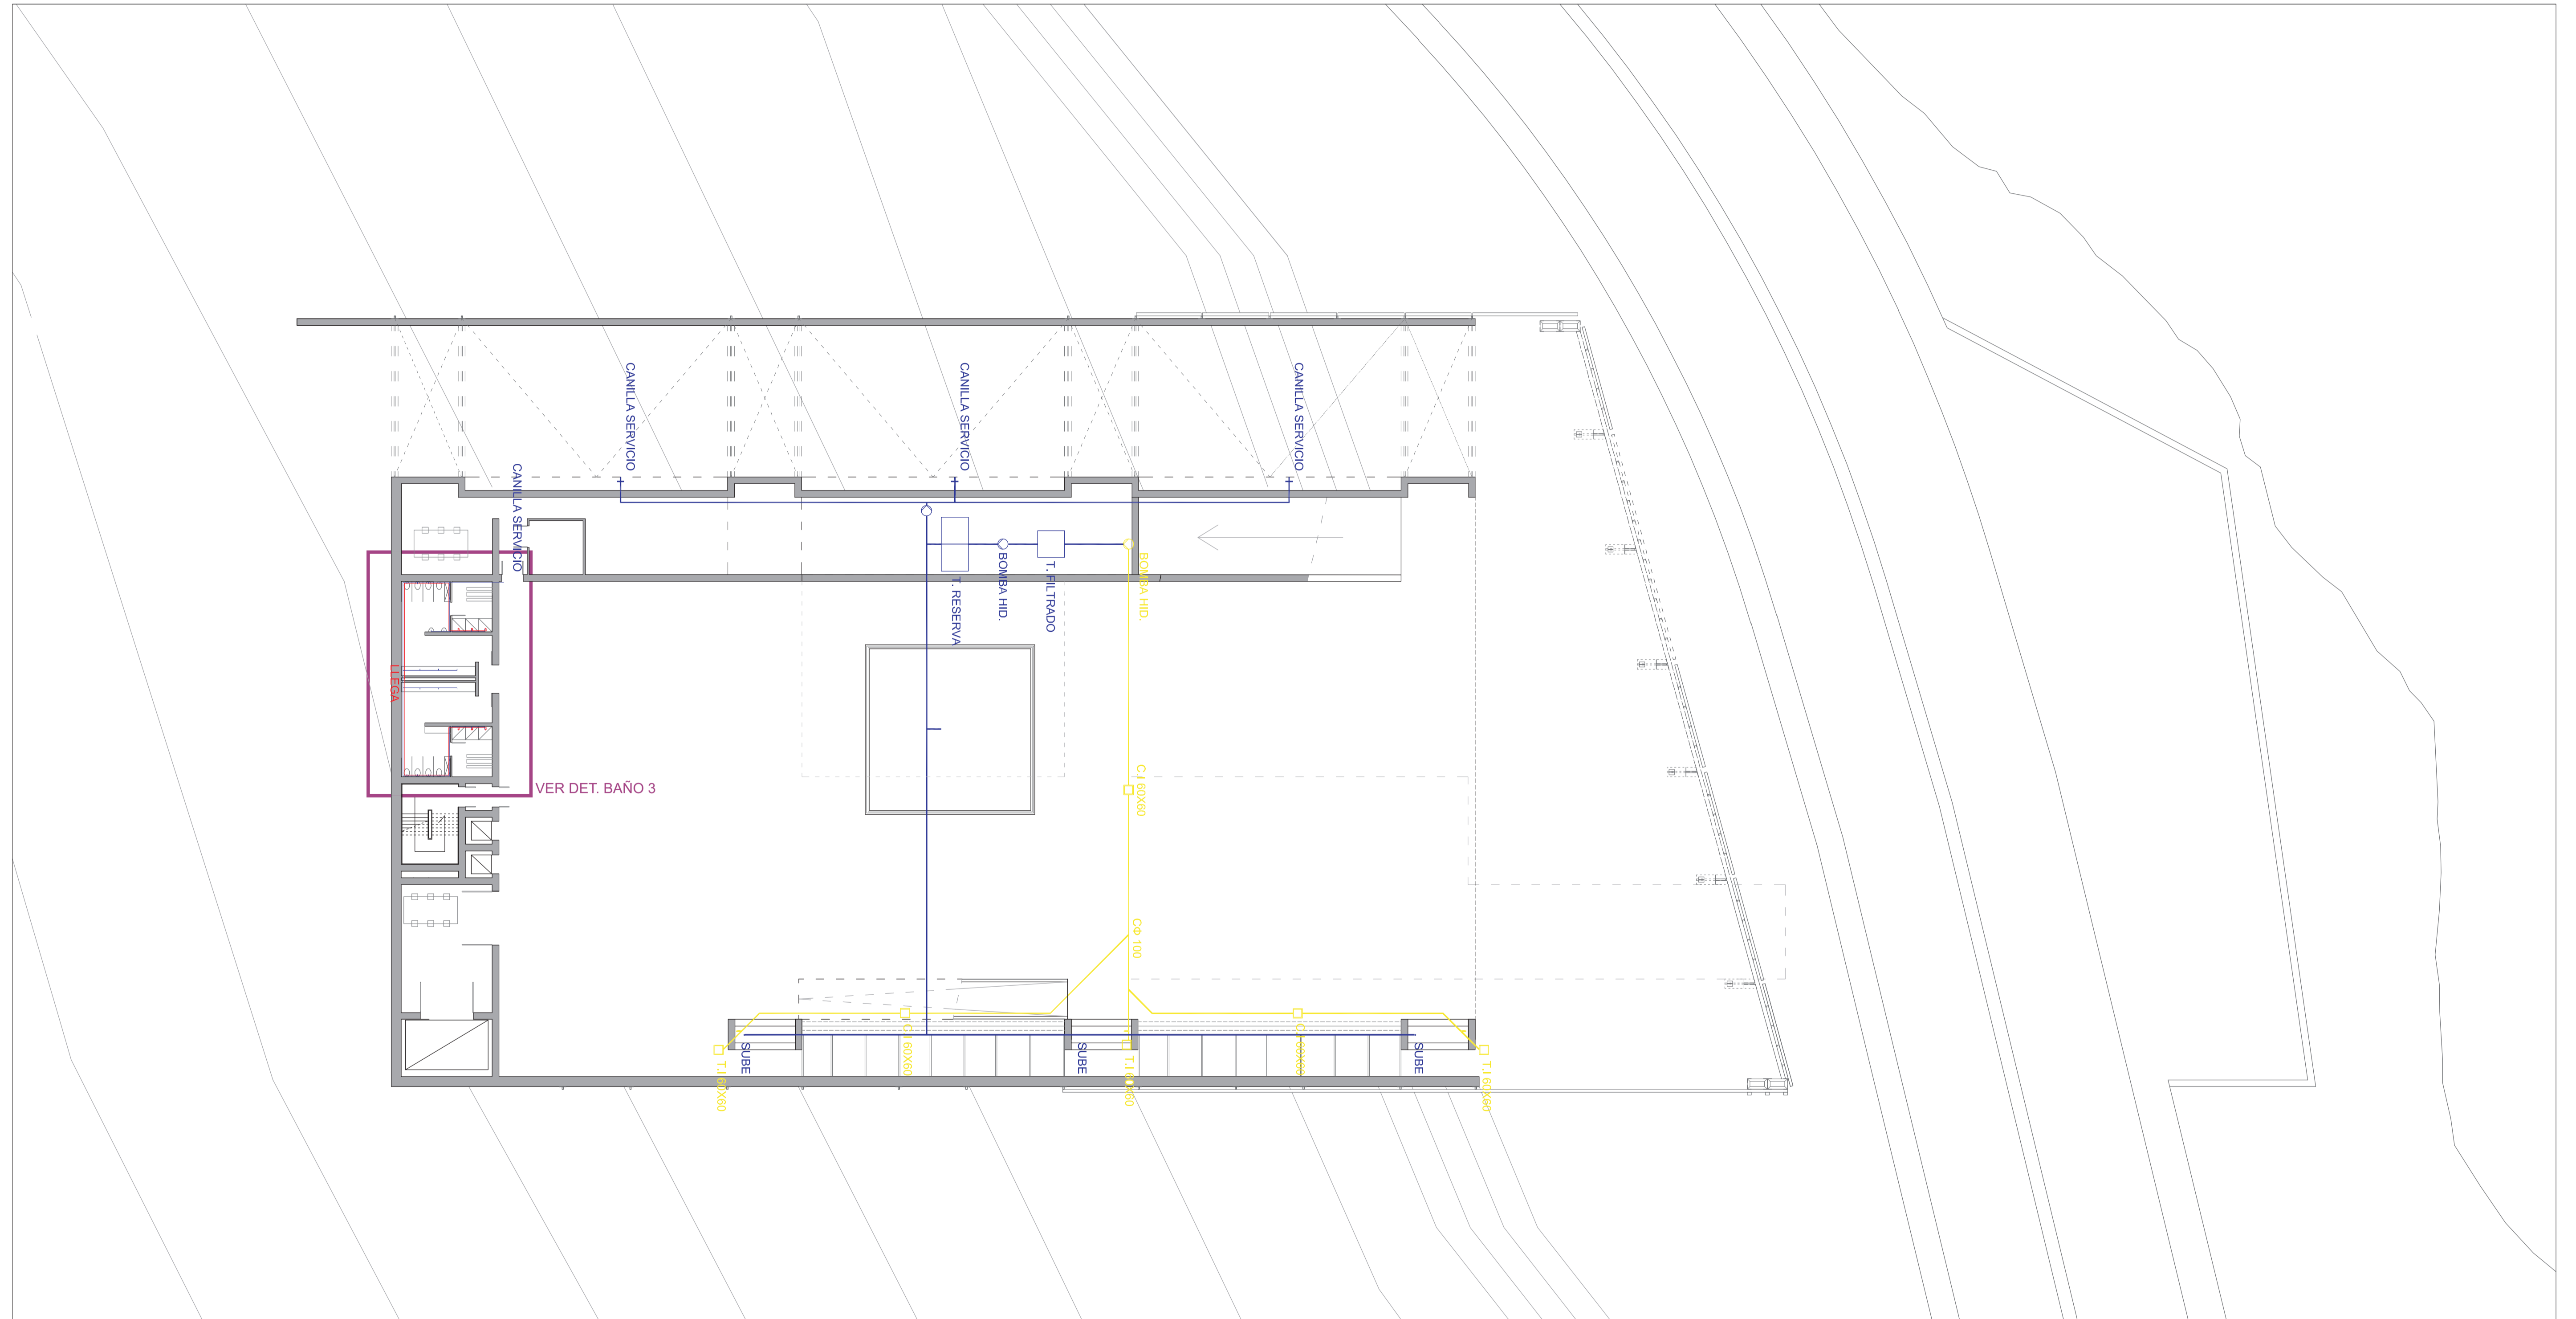 CANILLA SERVICIO
CANILLA SERVICIO
CANILLA SERVICIO
CANILLA SERVICIO
T. RESERVA
BOMBA HID.
T. FILTRADO
BOMBA HID.
LLEGA
VER DET. BAÑO 3
C.I 60X60
CΦ 100
C.I 60X60
C.I 60X60
SUBE
SUBE
SUBE
T.I 60X60
T.I 60X60
T.I 60X60